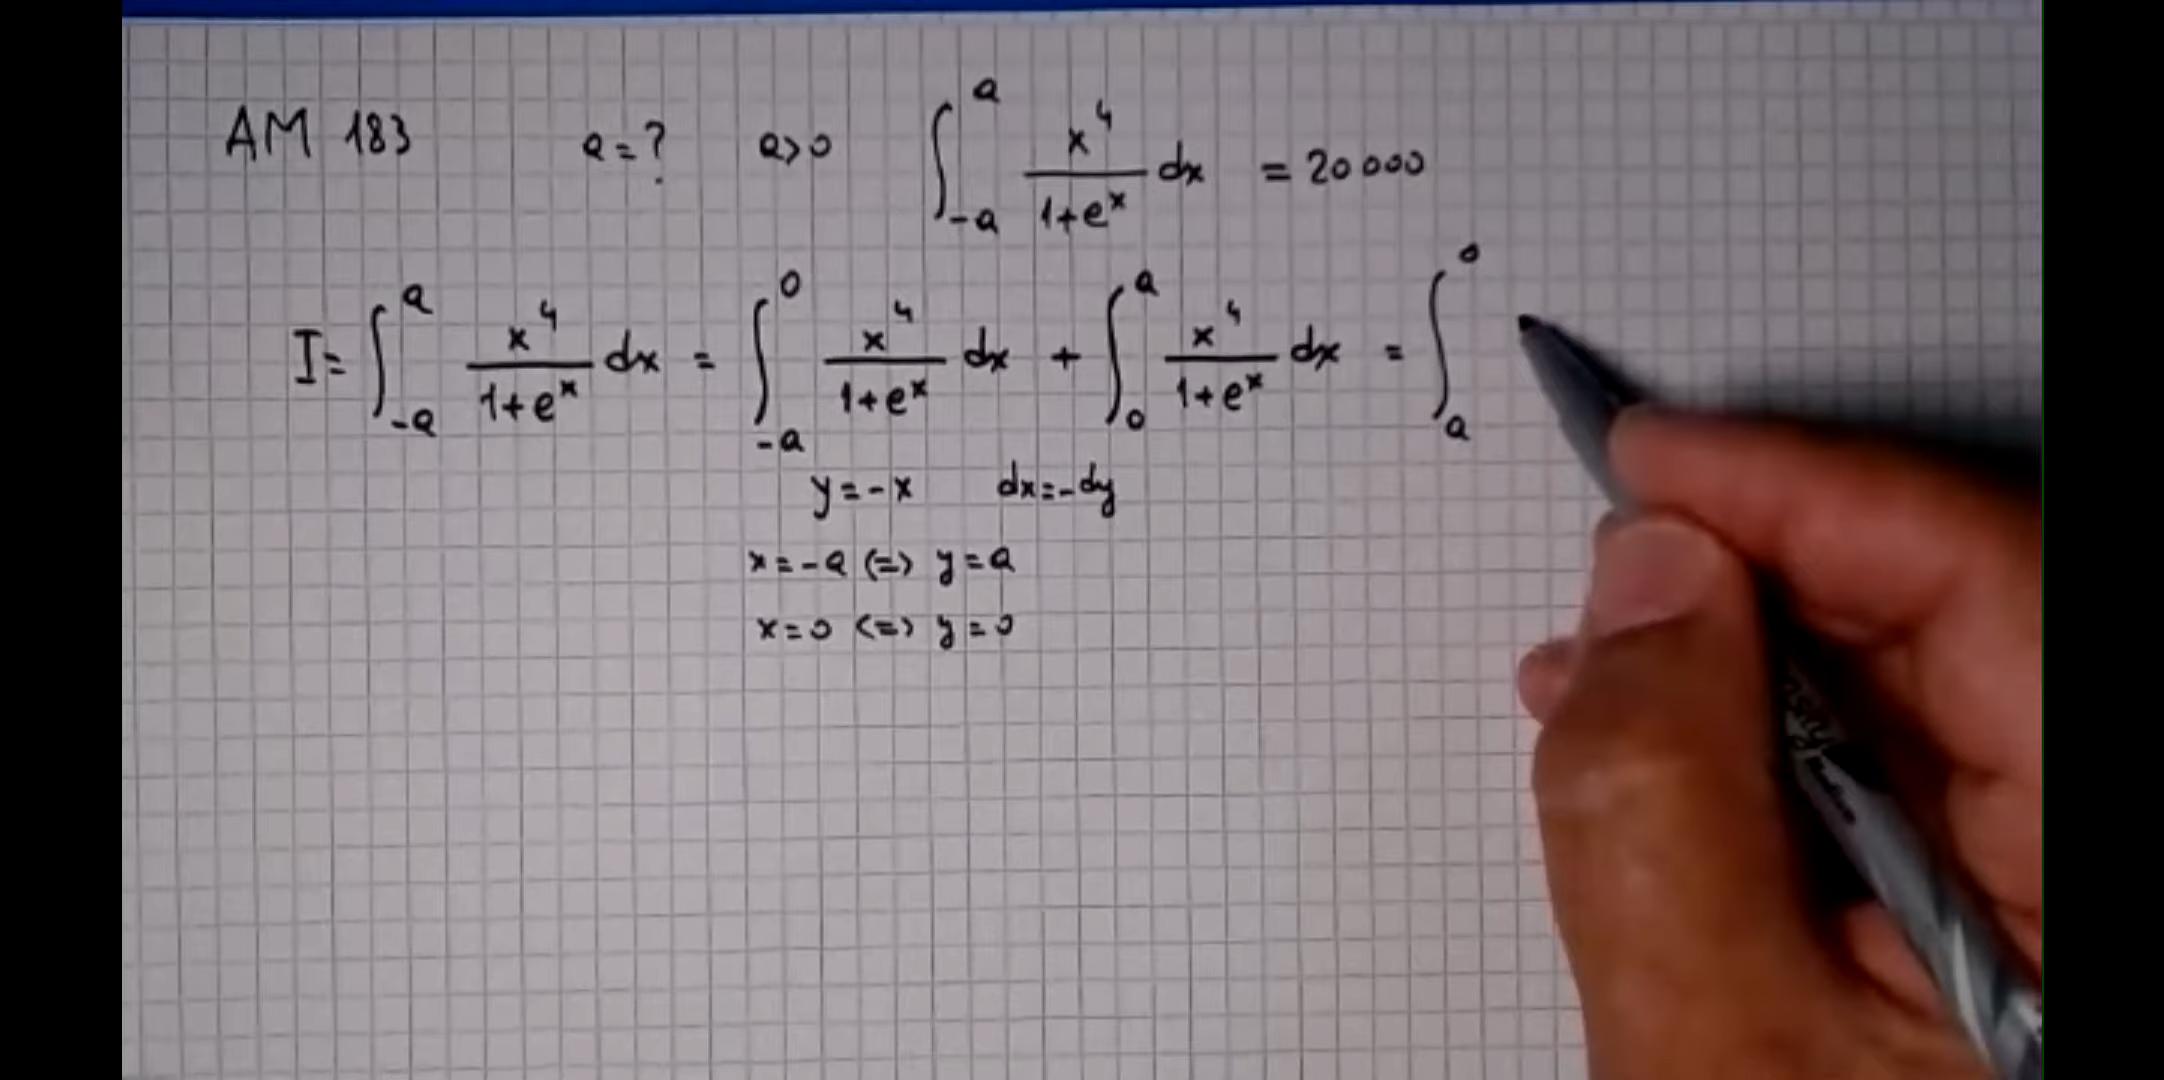 AM 183 a=? a>0 ∫_{-a}^{a} x^4/(1+e^x) dx = 20000
I= ∫_{-a}^{a} x^4/(1+e^x) dx = ∫_{-a}^{0} x^4/(1+e^x) dx + ∫_{0}^{a} x^4/(1+e^x) dx = ∫_{a}^{0}
y=-x dx=-dy
x=-a (=) y=a
x=0 (=) y=0